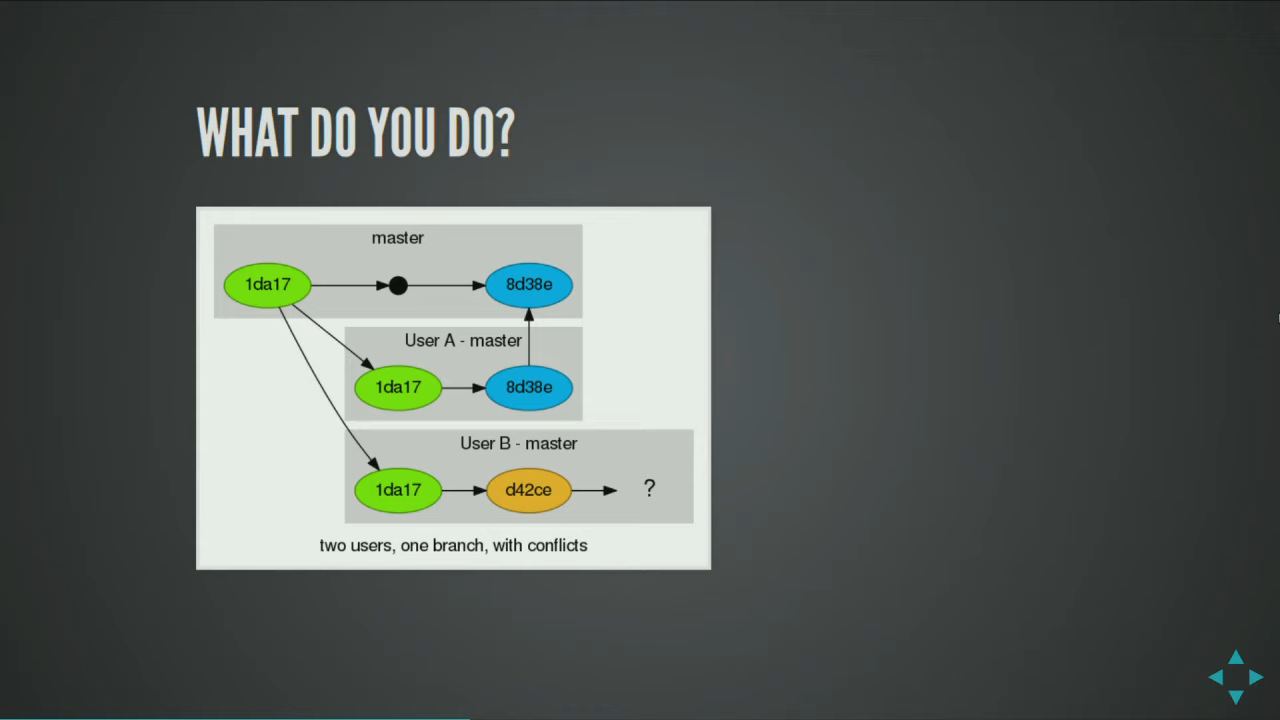 WHAT DO YOU DO?
master
1da17
8d38e
User A - master
1da17
8d38e
User B - master
1da17
d42ce
?
two users, one branch, with conflicts